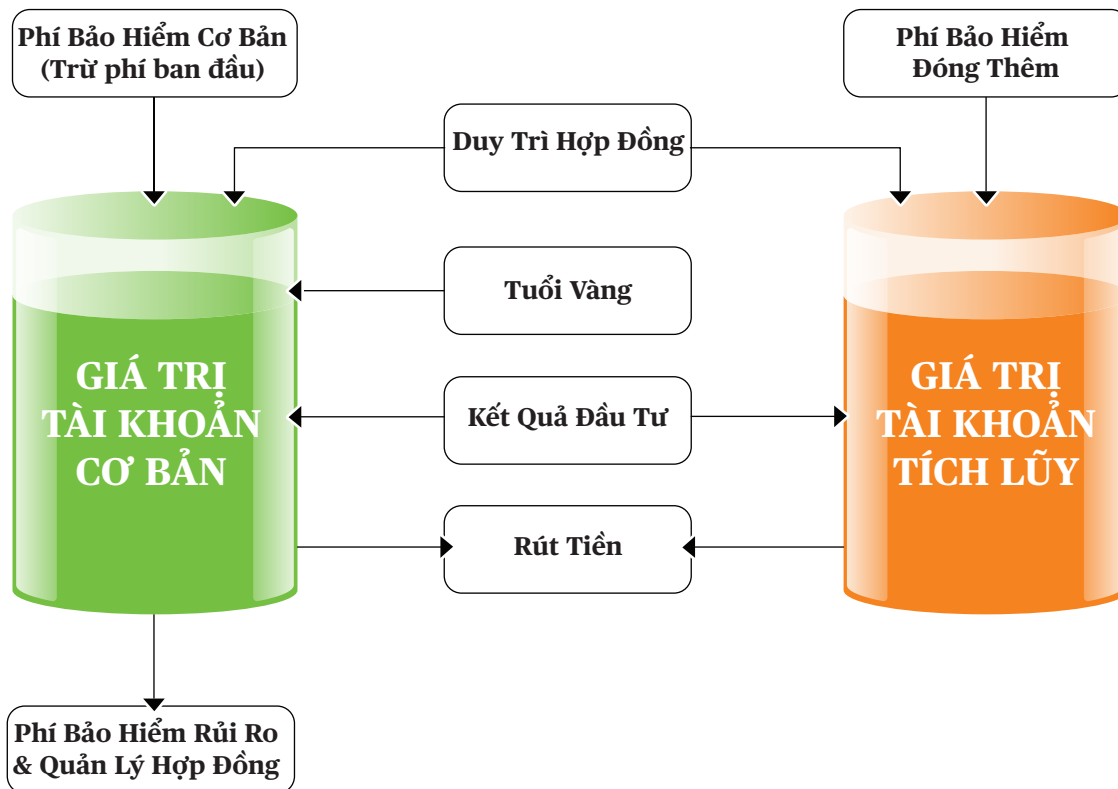 Phí Bảo Hiểm Cơ Bản
(Trừ phí ban đầu)
Phí Bảo Hiểm
Đóng Thêm
Duy Trì Hợp Đồng
Tuổi Vàng
GIÁ TRỊ
TÀI KHOẢN
CƠ BẢN
Kết Quả Đầu Tư
GIÁ TRỊ
TÀI KHOẢN
TÍCH LŨY
Rút Tiền
Phí Bảo Hiểm Rủi Ro
& Quản Lý Hợp Đồng